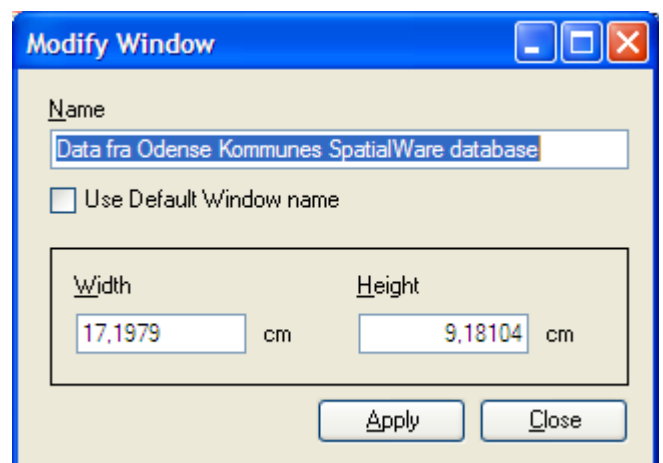 Modify Window
Name
Data fra Odense Kommunes SpatialWare database
Use Default Window name
Width Height
17,1979 cm 9,18104 cm
Apply Close